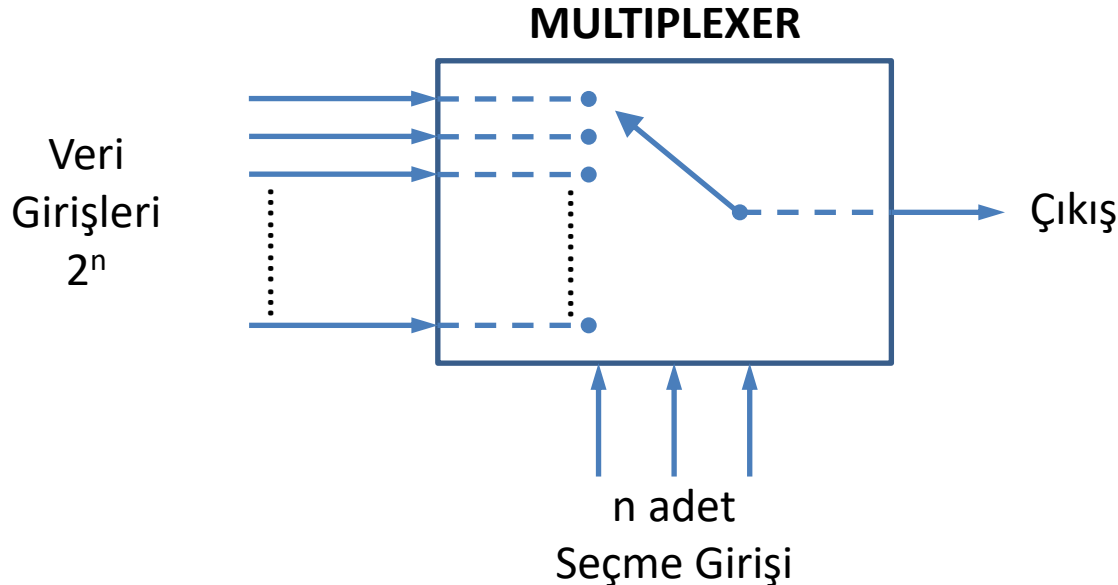 MULTIPLEXER
Veri
Girişleri
2ⁿ
Çıkış
n adet
Seçme Girişi